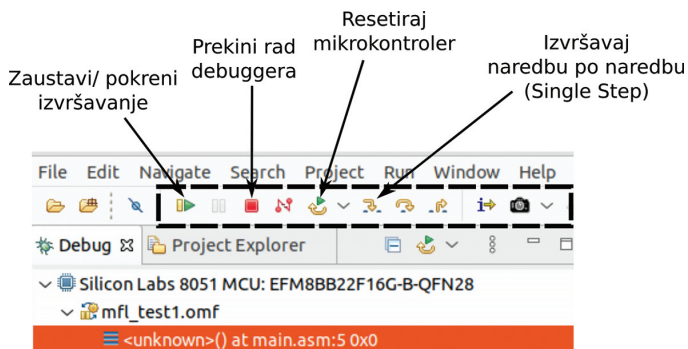 Resetiraj
mikrokontroler
Prekini rad
debuggera
Izvršavaj
naredbu po naredbu
(Single Step)
Zaustavi/ pokreni
izvršavanje
File Edit Navigate Search Project Run Window Help
Debug Project Explorer
Silicon Labs 8051 MCU: EFM8BB22F16G-B-QFN28
mfl_test1.omf
<unknown>() at main.asm:5 0x0